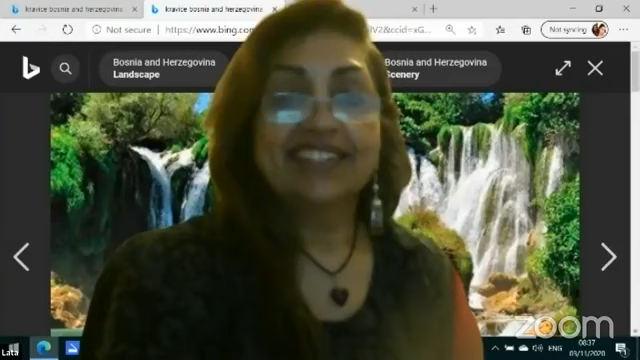 kravice bosnia and herzegovina
kravice bosnia and herzegovina
Not secure
https://www.bing.com
Not syncing
Bosnia and Herzegovina
Landscape
Bosnia and Herzegovina
Scenery
zoom
Lata
ENG
08:37
03/11/2020